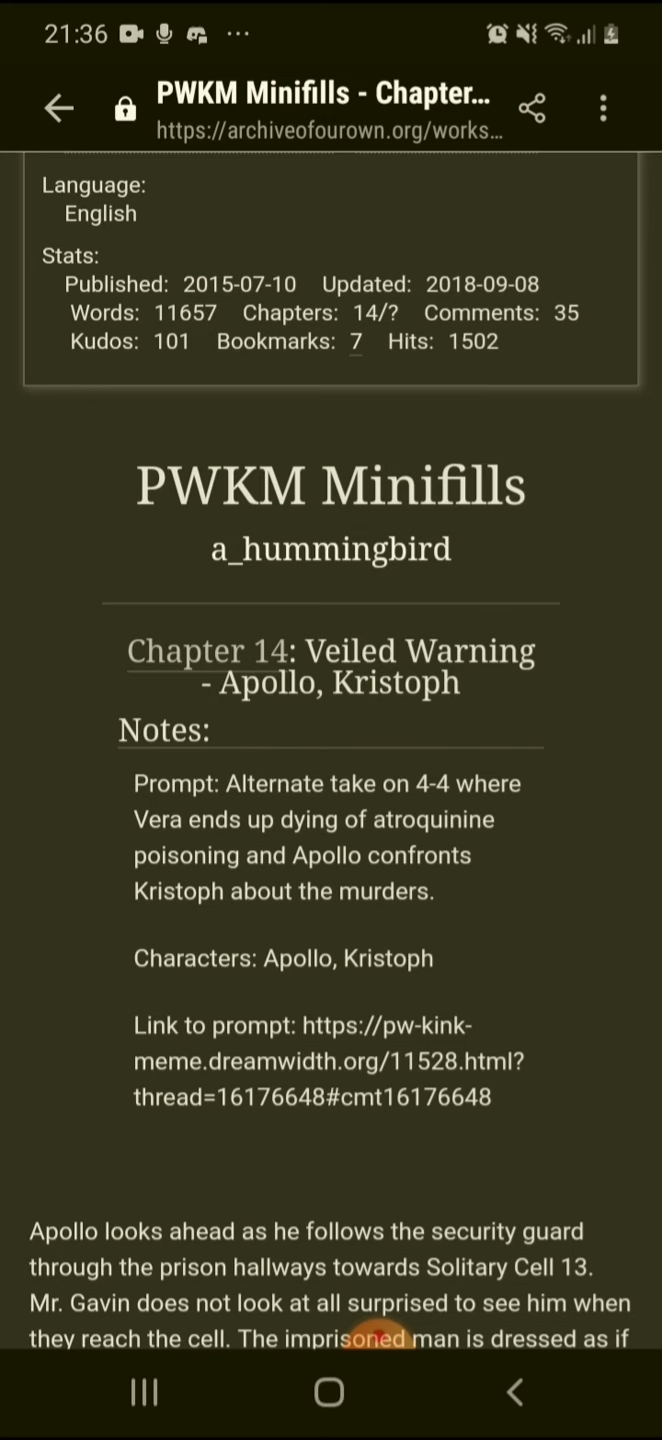 21:36
PWKM Minifills - Chapter...
https://archiveofourown.org/works...
Language:
English
Stats:
Published: 2015-07-10 Updated: 2018-09-08
Words: 11657 Chapters: 14/? Comments: 35
Kudos: 101 Bookmarks: 7 Hits: 1502
PWKM Minifills
a_hummingbird
Chapter 14: Veiled Warning
- Apollo, Kristoph
Notes:
Prompt: Alternate take on 4-4 where
Vera ends up dying of atroquinine
poisoning and Apollo confronts
Kristoph about the murders.
Characters: Apollo, Kristoph
Link to prompt: https://pw-kink-
meme.dreamwidth.org/11528.html?
thread=16176648#cmt16176648
Apollo looks ahead as he follows the security guard
through the prison hallways towards Solitary Cell 13.
Mr. Gavin does not look at all surprised to see him when
they reach the cell. The imprisoned man is dressed as if